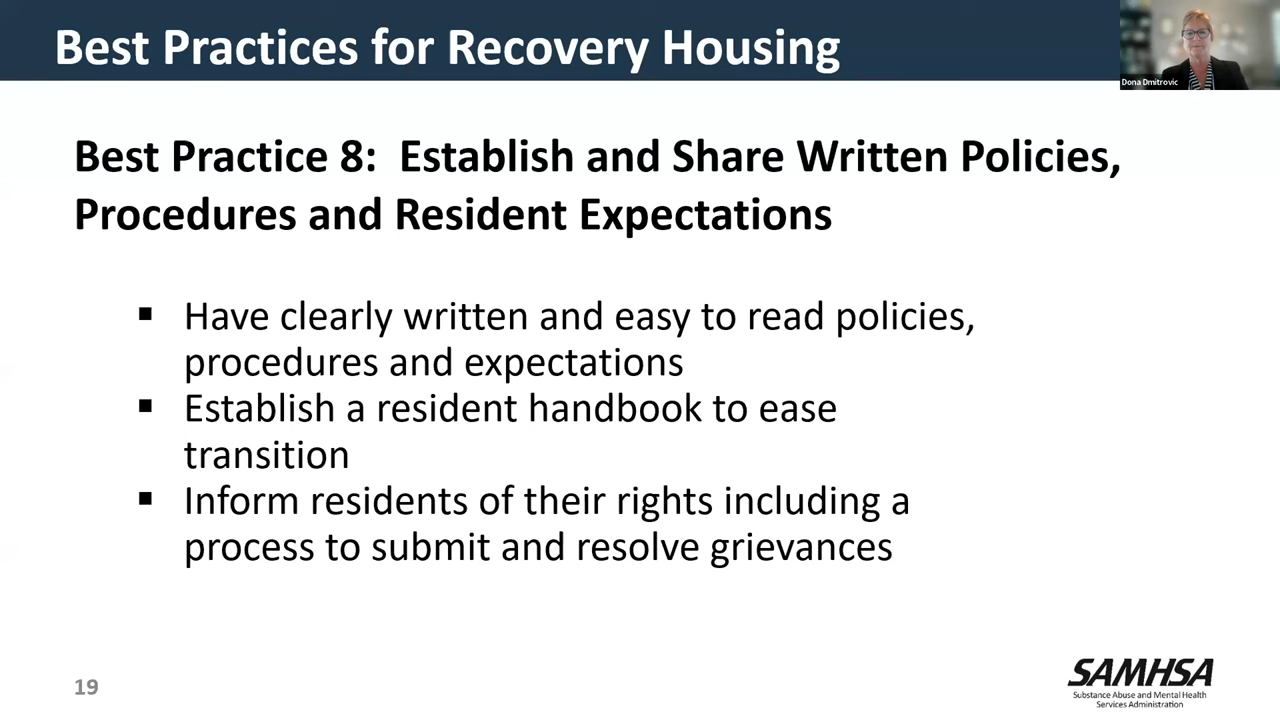 Best Practices for Recovery Housing
Dona Dmitrovic
Best Practice 8: Establish and Share Written Policies,
Procedures and Resident Expectations
▪ Have clearly written and easy to read policies,
procedures and expectations
▪ Establish a resident handbook to ease
transition
▪ Inform residents of their rights including a
process to submit and resolve grievances
19
SAMHSA
Substance Abuse and Mental Health
Services Administration